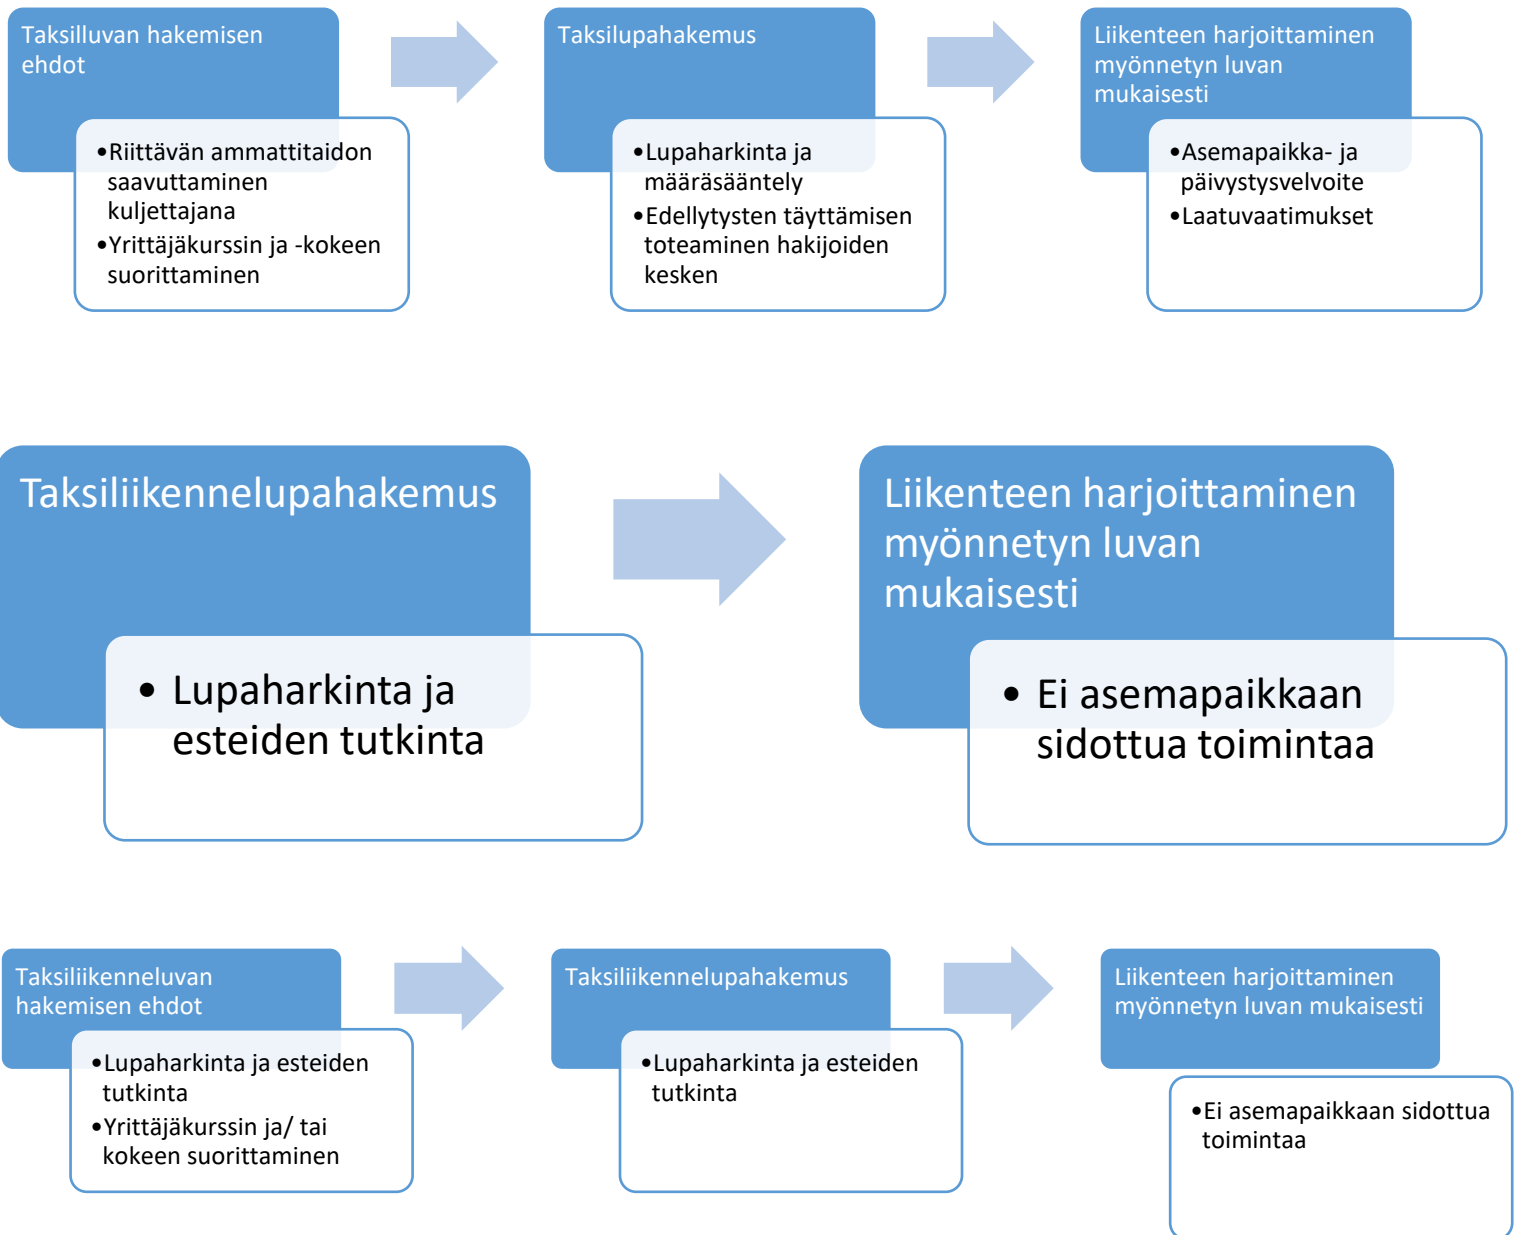 Taksilluvan hakemisen
ehdot
•Riittävän ammattitaidon
saavuttaminen
kuljettajana
•Yrittäjäkurssin ja -kokeen
suorittaminen
Taksilupahakemus
•Lupaharkinta ja
määräsääntely
•Edellytysten täyttämisen
toteaminen hakijoiden
kesken
Liikenteen harjoittaminen
myönnetyn luvan
mukaisesti
•Asemapaikka- ja
päivystysvelvoite
•Laatuvaatimukset
Taksiliikennelupahakemus
• Lupaharkinta ja
esteiden tutkinta
Liikenteen harjoittaminen
myönnetyn luvan
mukaisesti
• Ei asemapaikkaan
sidottua toimintaa
Taksiliikenneluvan
hakemisen ehdot
•Lupaharkinta ja esteiden
tutkinta
•Yrittäjäkurssin ja/ tai
kokeen suorittaminen
Taksiliikennelupahakemus
•Lupaharkinta ja esteiden
tutkinta
Liikenteen harjoittaminen
myönnetyn luvan mukaisesti
•Ei asemapaikkaan sidottua
toimintaa